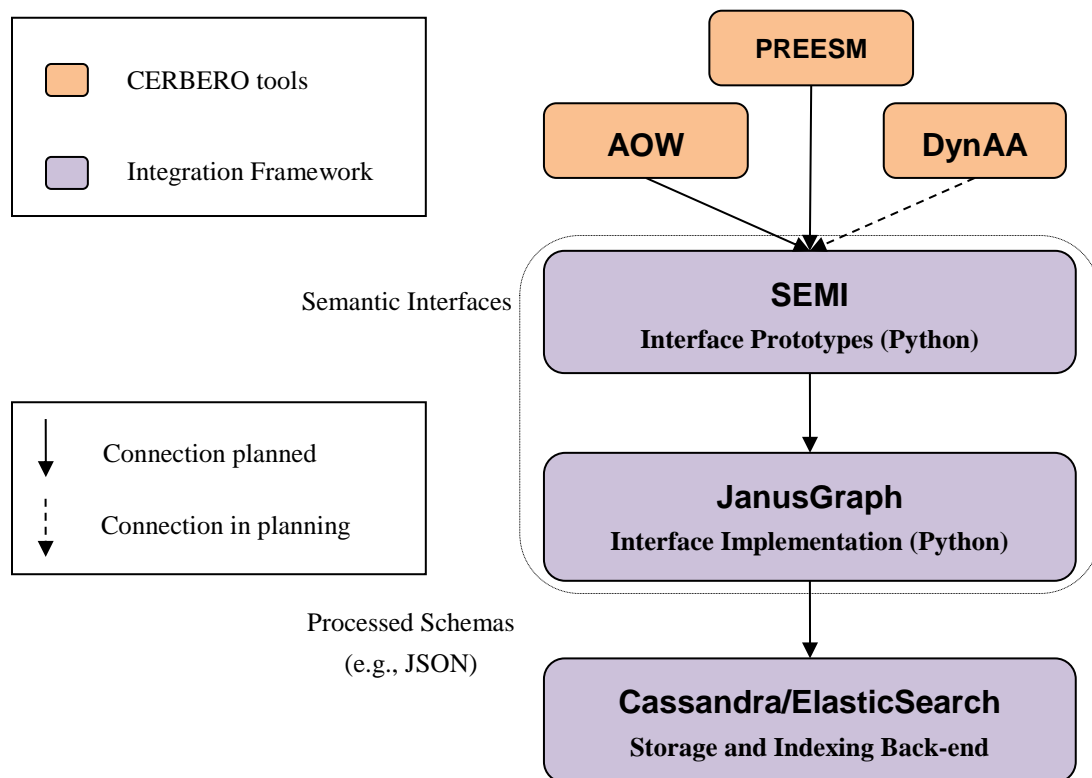 PREESM
CERBERO tools
AOW
DynAA
Integration Framework
SEMI
Interface Prototypes (Python)
Semantic Interfaces
Connection planned
Connection in planning
JanusGraph
Interface Implementation (Python)
Processed Schemas
(e.g., JSON)
Cassandra/ElasticSearch
Storage and Indexing Back-end